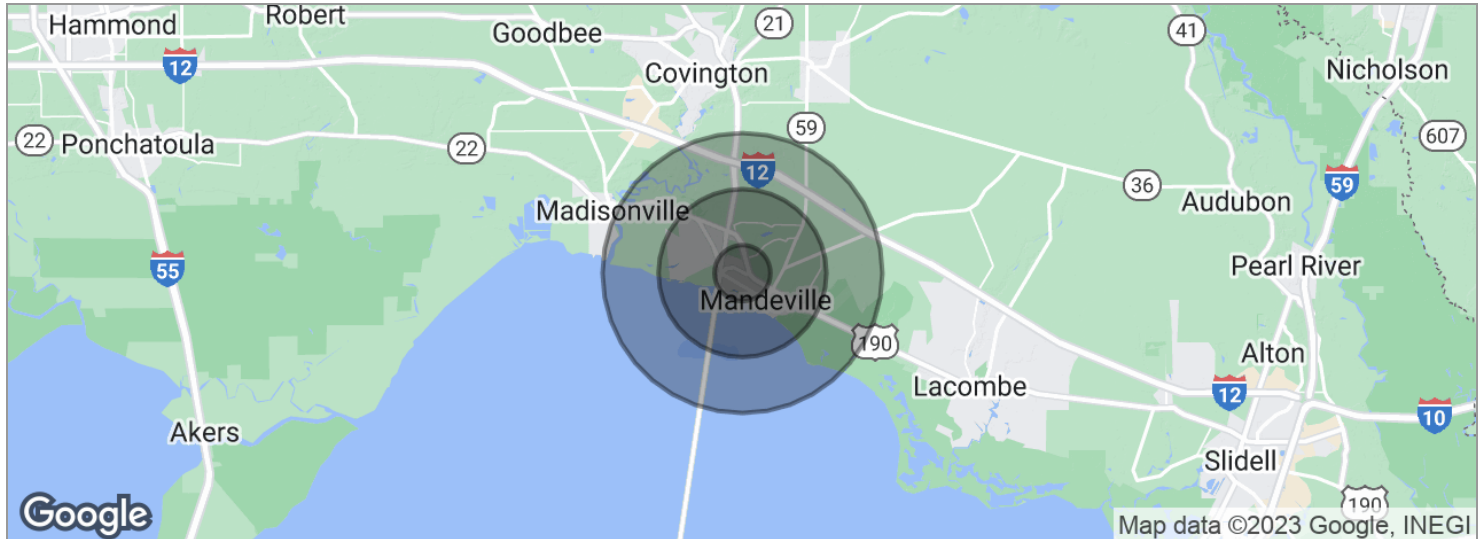 Robert
Hammond
21
Goodbee
41
12
Covington
Nicholson
59
607
22
Ponchatoula
22
12
36
59
Audubon
Madisonville
55
Pearl River
Mandeville
190
Alton
Lacombe
12
10
Akers
Slidell
190
Google
Map data ©2023 Google, INEGI